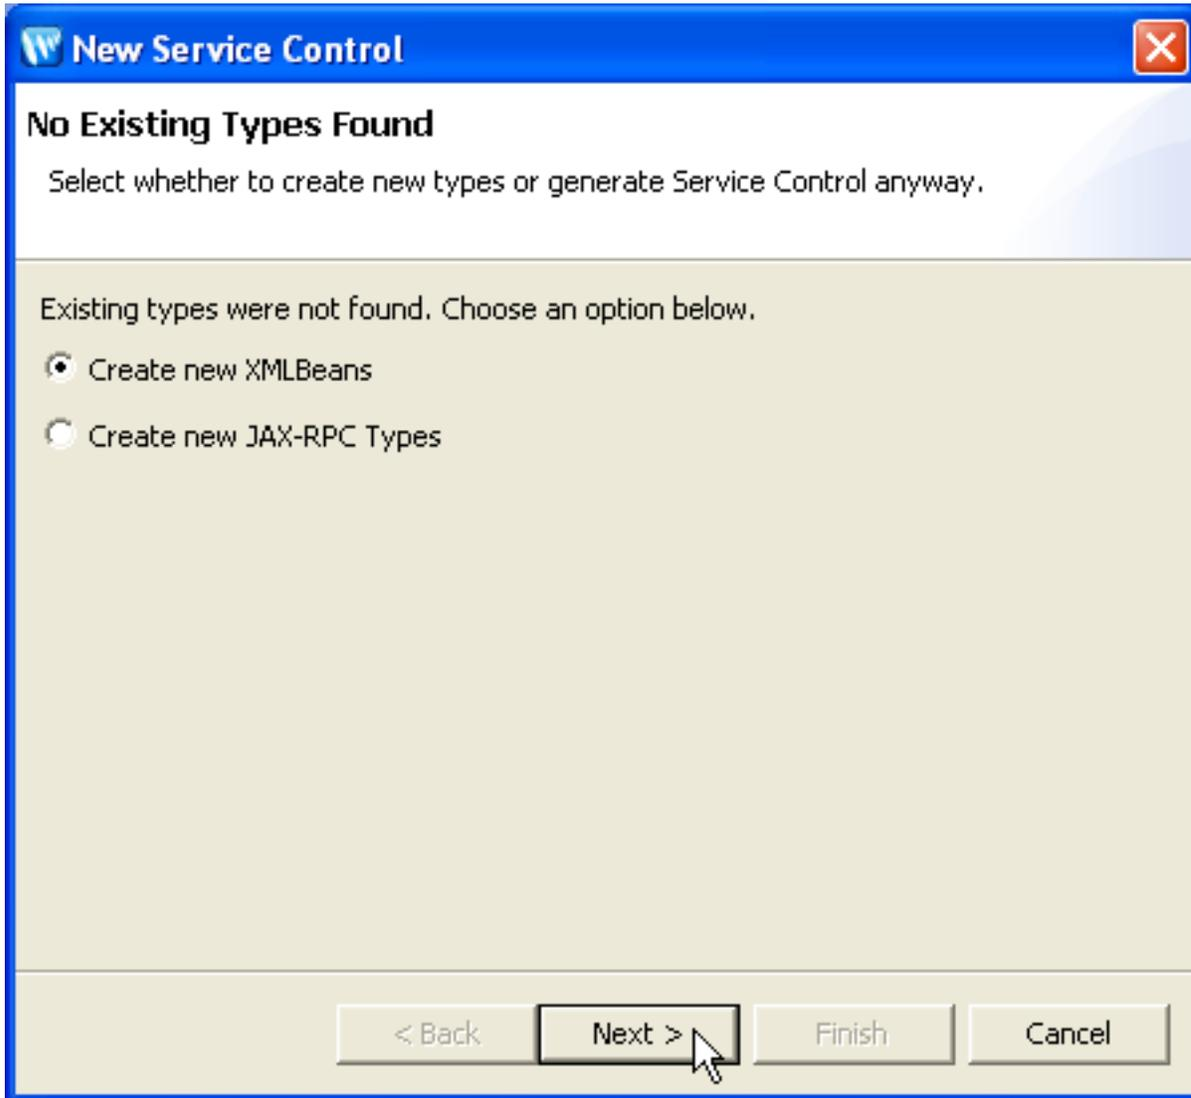 New Service Control
No Existing Types Found
Select whether to create new types or generate Service Control anyway.
Existing types were not found. Choose an option below.
Create new XMLBeans
Create new JAX-RPC Types
< Back
Next >
Finish
Cancel